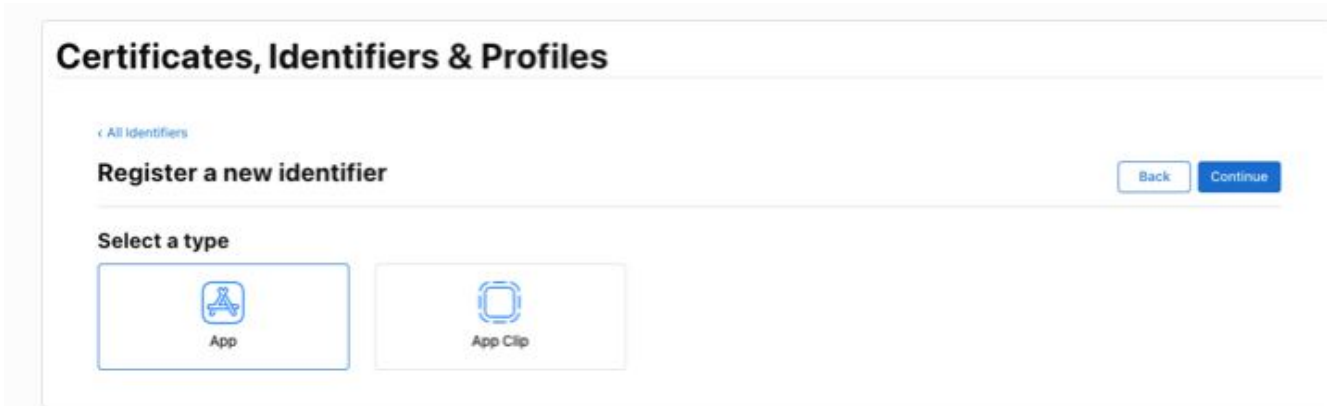 Certificates, Identifiers & Profiles
‹ All Identifiers
Register a new identifier
Back Continue
Select a type
App App Clip